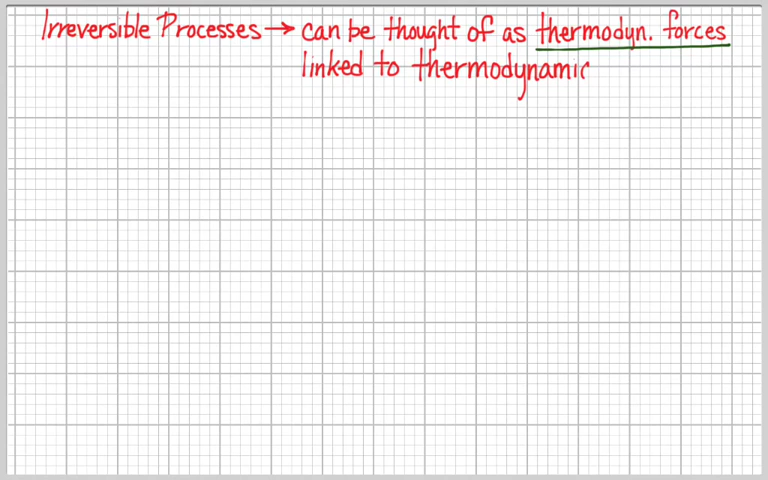 Irreversible Processes → can be thought of as thermodyn. forces
linked to thermodynamic